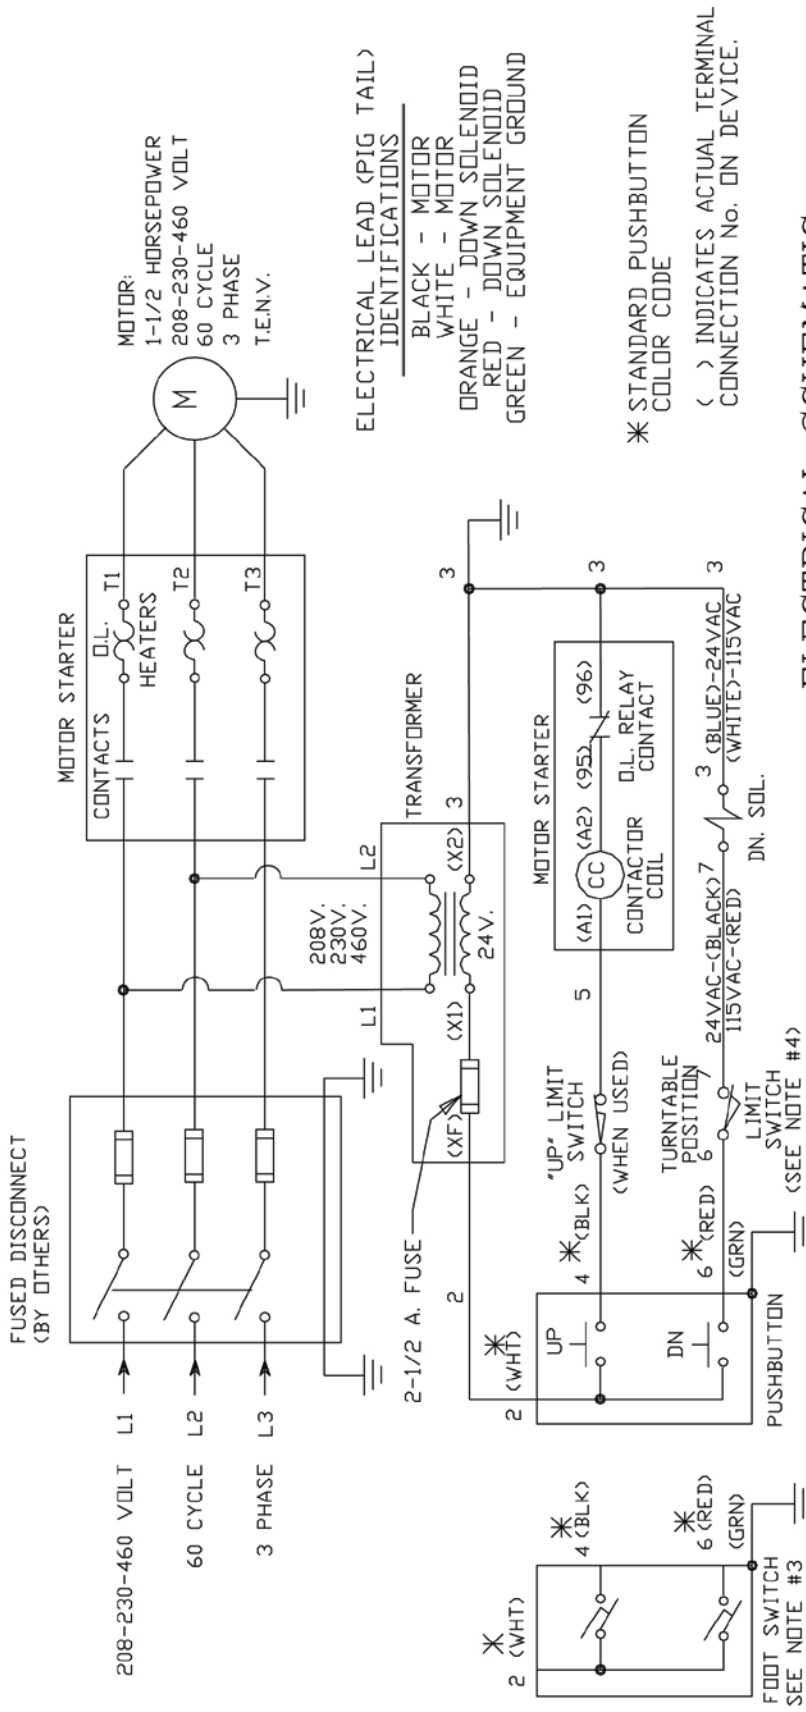 FUSED DISCONNECT
(BY OTHERS)
208-230-460 VOLT L1
60 CYCLE L2
3 PHASE L3
MOTOR STARTER
CONTACTS
O.L.
HEATERS
T1
T2
T3
MOTOR:
1-1/2 HORSEPOWER
208-230-460 VOLT
60 CYCLE
3 PHASE
T.E.N.V.
M
208V.
230V.
460V.
L1
L2
TRANSFORMER
(XF)
(X1)
24V.
(X2)
3
3
2-1/2 A. FUSE
2
ELECTRICAL LEAD (PIG TAIL)
IDENTIFICATIONS
BLACK - MOTOR
WHITE - MOTOR
ORANGE - DOWN SOLENOID
RED - DOWN SOLENOID
GREEN - EQUIPMENT GROUND
* STANDARD PUSHBUTTON
COLOR CODE
( ) INDICATES ACTUAL TERMINAL
CONNECTION No. ON DEVICE.
*
2 (WHT)
*
4 (BLK)
*
6 (RED)
(GRN)
FOOT SWITCH
SEE NOTE #3
*
2 (WHT)
UP
DN
PUSHBUTTON
*
4 (BLK)
"UP" LIMIT
SWITCH
(WHEN USED)
5
MOTOR STARTER
(A1)
CC
(A2)
(95)
(96)
CONTACTOR
COIL
O.L. RELAY
CONTACT
3
*
6 (RED)
(GRN)
TURNTABLE
POSITION
6
7
LIMIT
SWITCH
(SEE NOTE #4)
24VAC-(BLACK) 7
115VAC-(RED)
DN. SOL.
3 (BLUE)-24VAC
(WHITE)-115VAC
3